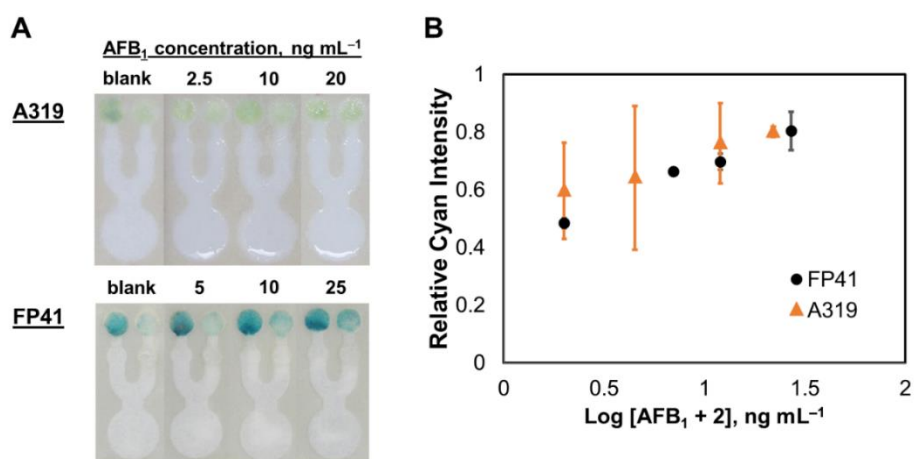 A
AFB₁ concentration, ng mL⁻¹
blank 2.5 10 20
A319
blank 5 10 25
FP41
B
1
0.8
0.6
0.4
0.2
0
Relative Cyan Intensity
FP41
A319
0 0.5 1 1.5 2
Log [AFB₁ + 2], ng mL⁻¹